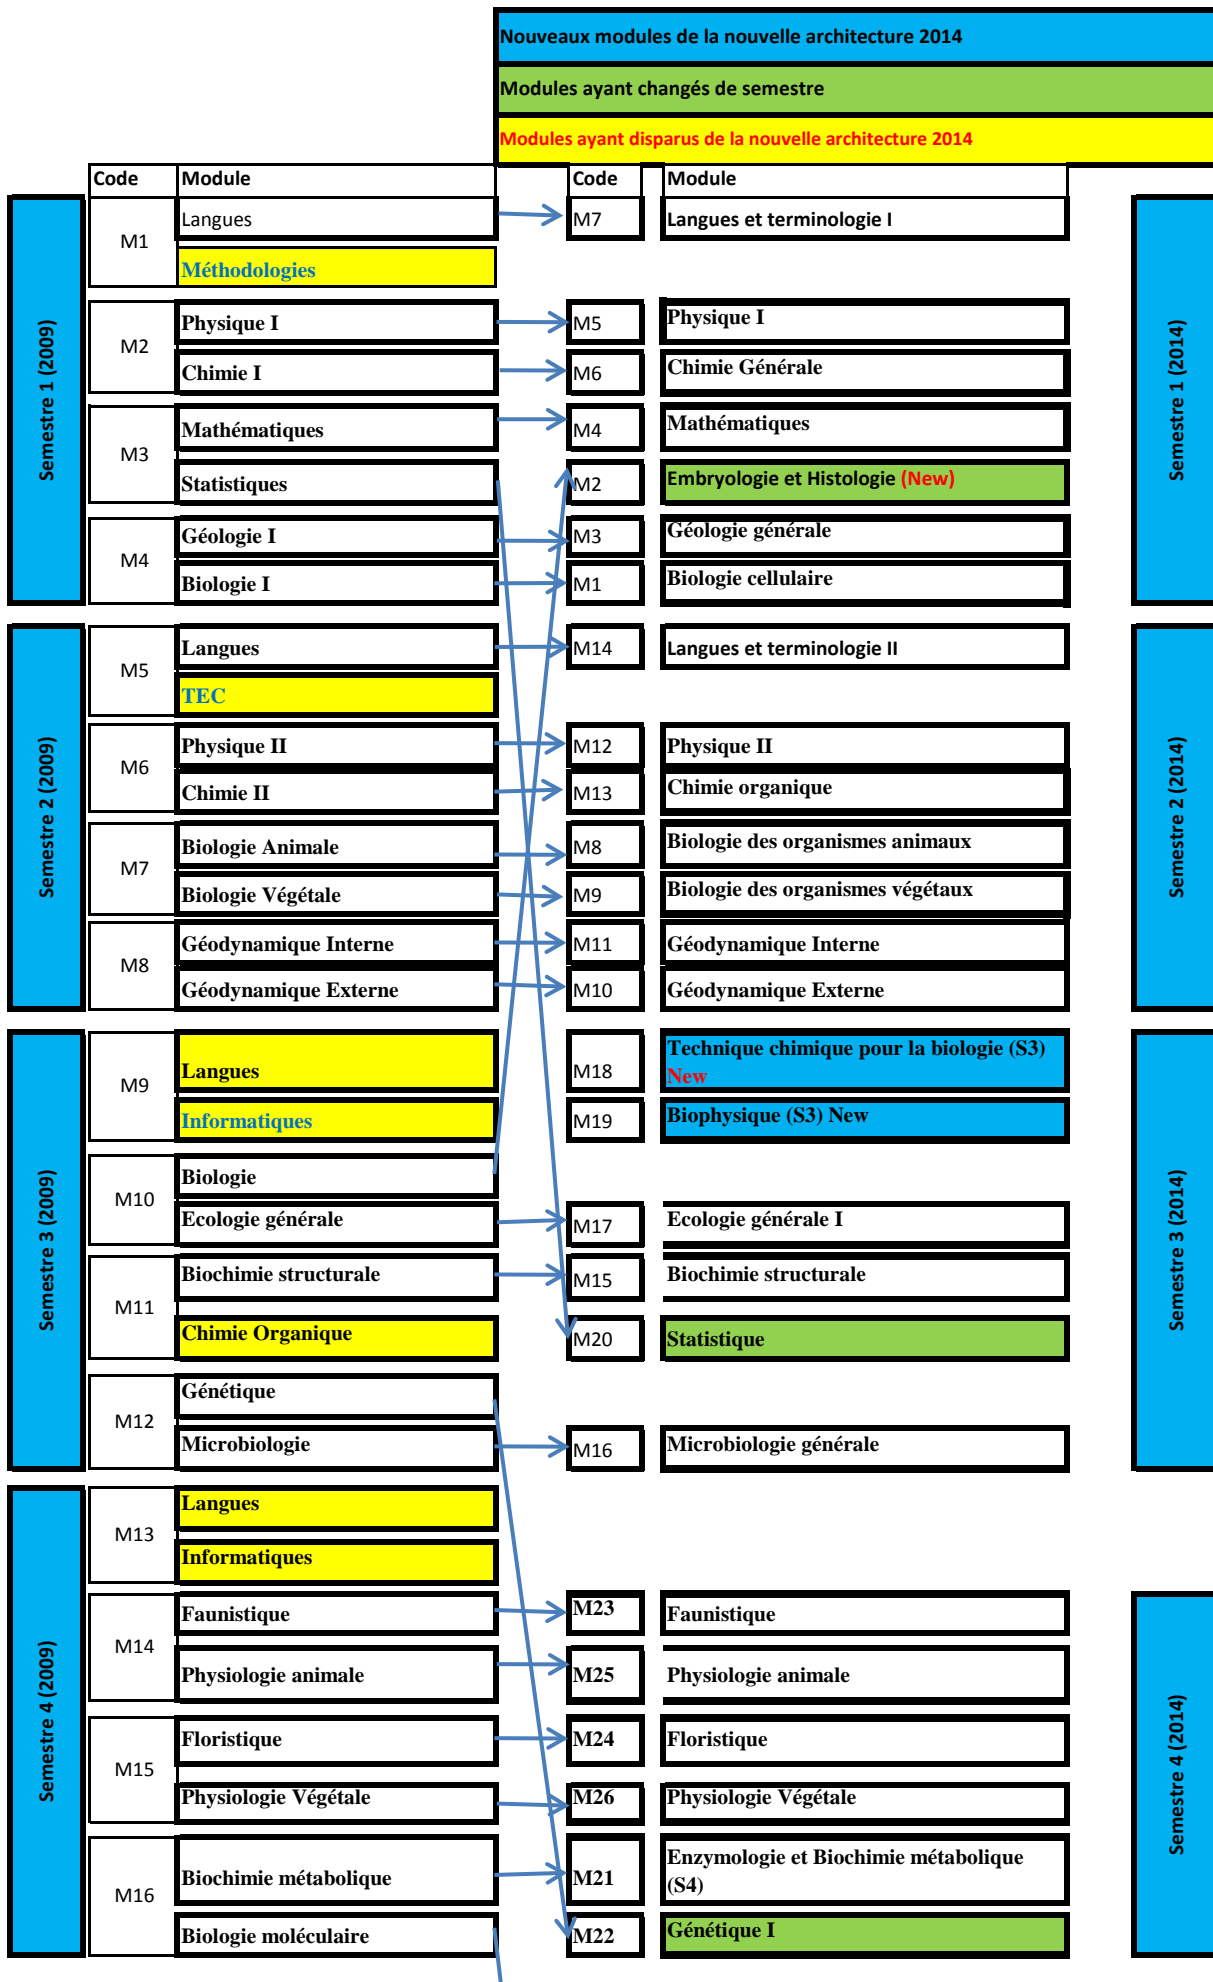 Nouveaux modules de la nouvelle architecture 2014
Modules ayant changés de semestre
Modules ayant disparus de la nouvelle architecture 2014
Code Module Code Module
Semestre 1 (2009)
Semestre 1 (2014)
M1 Langues M7 Langues et terminologie I
Méthodologies
M2 Physique I M5 Physique I
Chimie I M6 Chimie Générale
M3 Mathématiques M4 Mathématiques
Statistiques M2 Embryologie et Histologie (New)
M4 Géologie I M3 Géologie générale
Biologie I M1 Biologie cellulaire
Semestre 2 (2009)
Semestre 2 (2014)
M5 Langues M14 Langues et terminologie II
TEC
M6 Physique II M12 Physique II
Chimie II M13 Chimie organique
M7 Biologie Animale M8 Biologie des organismes animaux
Biologie Végétale M9 Biologie des organismes végétaux
M8 Géodynamique Interne M11 Géodynamique Interne
Géodynamique Externe M10 Géodynamique Externe
Semestre 3 (2009)
Semestre 3 (2014)
M9 Langues M18 Technique chimique pour la biologie (S3)
New
Informatiques M19 Biophysique (S3) New
M10 Biologie
Ecologie générale M17 Ecologie générale I
M11 Biochimie structurale M15 Biochimie structurale
Chimie Organique M20 Statistique
M12 Génétique
Microbiologie M16 Microbiologie générale
Semestre 4 (2009)
Semestre 4 (2014)
M13 Langues
Informatiques
M14 Faunistique M23 Faunistique
Physiologie animale M25 Physiologie animale
M15 Floristique M24 Floristique
Physiologie Végétale M26 Physiologie Végétale
M16 Biochimie métabolique M21 Enzymologie et Biochimie métabolique
(S4)
Biologie moléculaire M22 Génétique I